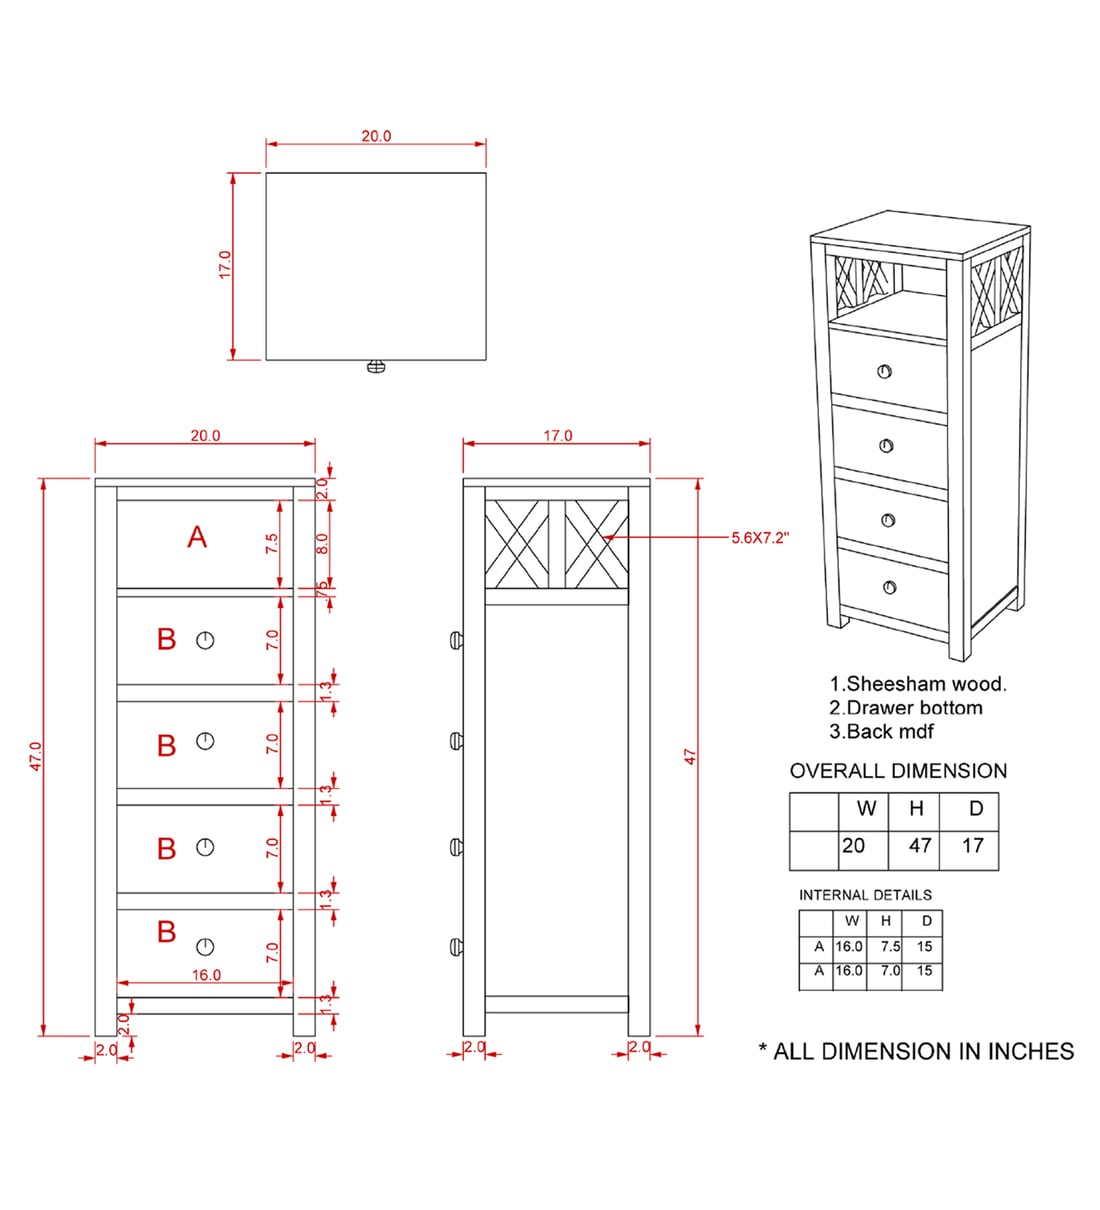 20.0
17.0
20.0
17.0
2.0
A
7.5
8.0
5.6X7.2"
.75
B
7.0
1.3
B
7.0
47.0
47
1.3
B
7.0
1.3
B
7.0
16.0
1.3
2.0
2.0
2.0
2.0
2.0
1.Sheesham wood.
2.Drawer bottom
3.Back mdf
OVERALL DIMENSION
W H D
20 47 17
INTERNAL DETAILS
W H D
A 16.0 7.5 15
A 16.0 7.0 15
* ALL DIMENSION IN INCHES